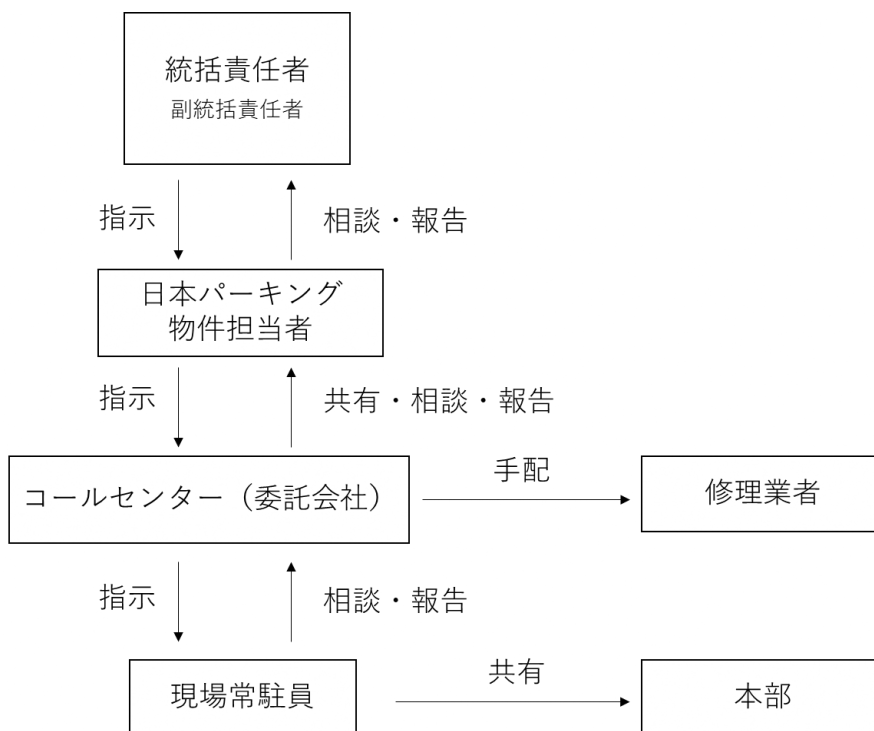 統括責任者
副統括責任者
指示
相談・報告
日本パーキング
物件担当者
指示
共有・相談・報告
コールセンター（委託会社）
手配
修理業者
指示
相談・報告
現場常駐員
共有
本部